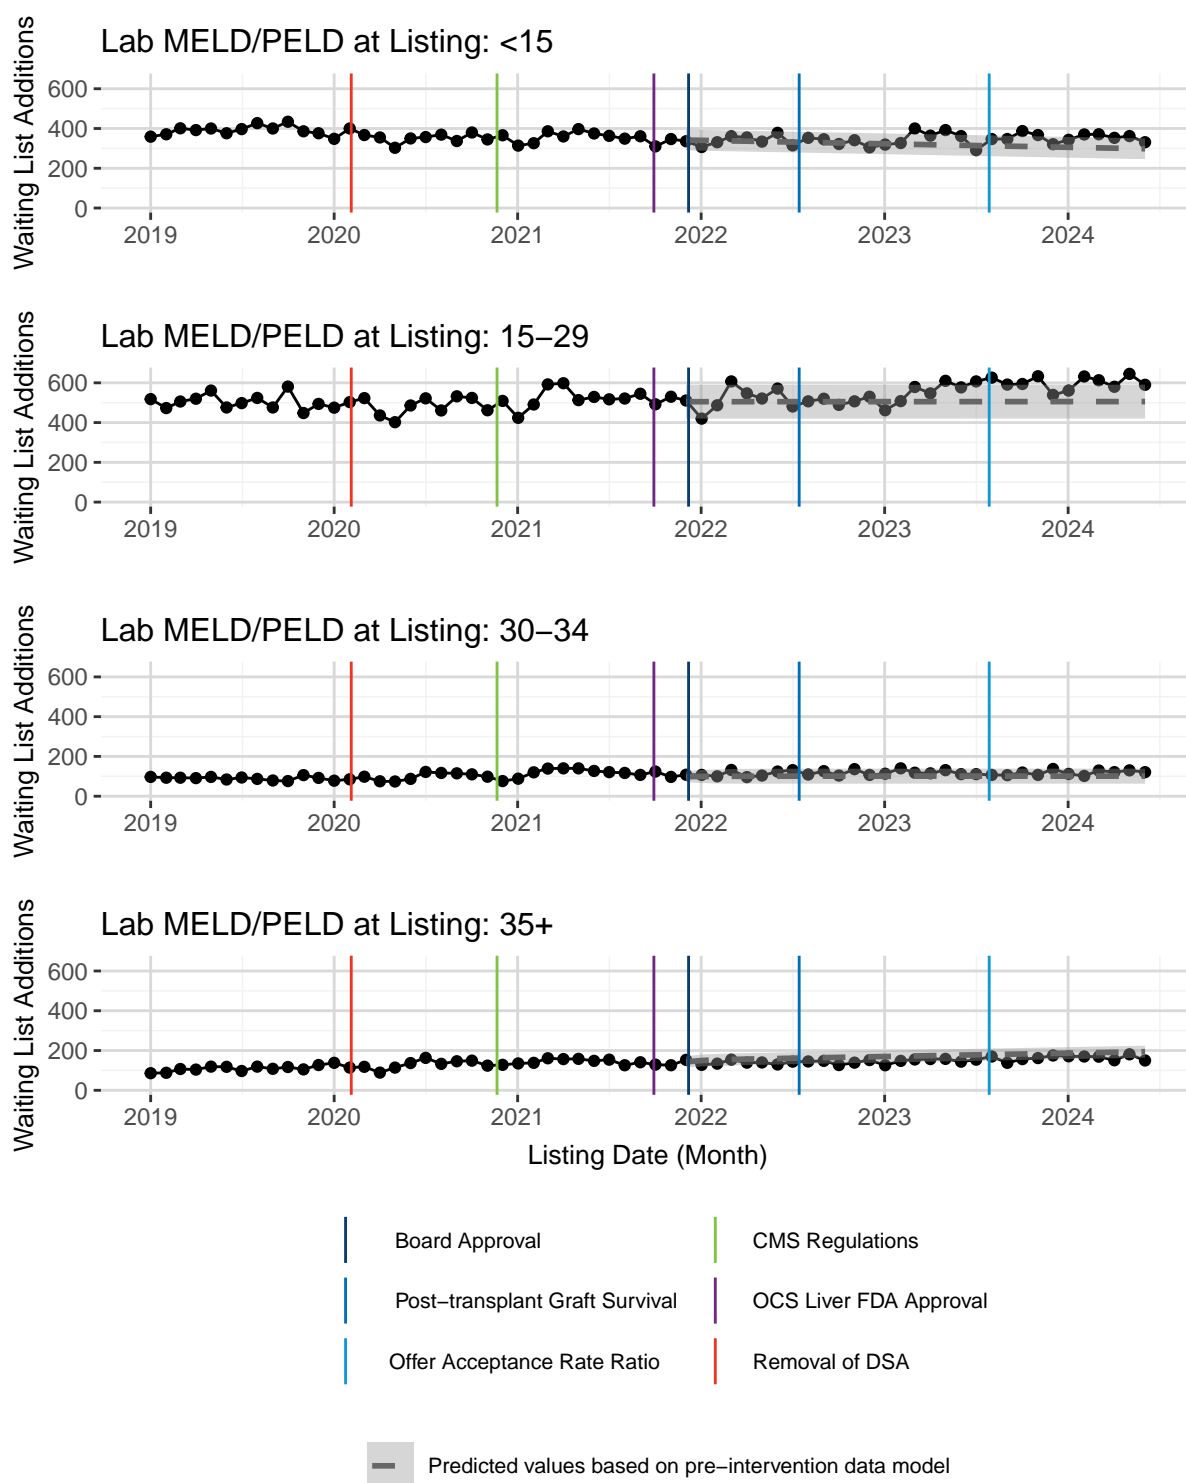 Lab MELD/PELD at Listing: <15
Waiting List Additions
600
400
200
0
2019 2020 2021 2022 2023 2024
Lab MELD/PELD at Listing: 15−29
Waiting List Additions
600
400
200
0
2019 2020 2021 2022 2023 2024
Lab MELD/PELD at Listing: 30−34
Waiting List Additions
600
400
200
0
2019 2020 2021 2022 2023 2024
Lab MELD/PELD at Listing: 35+
Waiting List Additions
600
400
200
0
2019 2020 2021 2022 2023 2024
Listing Date (Month)
Board Approval CMS Regulations
Post−transplant Graft Survival OCS Liver FDA Approval
Offer Acceptance Rate Ratio Removal of DSA
Predicted values based on pre−intervention data model